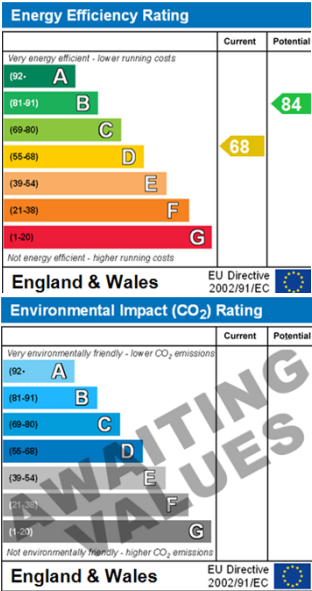 Energy Efficiency Rating
Current Potential
Very energy efficient - lower running costs
(92- A
(81-91) B 84
(69-80) C
(55-68) D 68
(39-54) E
(21-38) F
(1-20) G
Not energy efficient - higher running costs
England & Wales EU Directive
2002/91/EC
Environmental Impact (CO2) Rating
Current Potential
Very environmentally friendly - lower CO2 emissions
(92- A
(81-91) B
(69-80) C
(55-68) D
(39-54) E
(21-38) F
(1-20) G
AWAITING
VALUES
Not environmentally friendly - higher CO2 emissions
England & Wales EU Directive
2002/91/EC